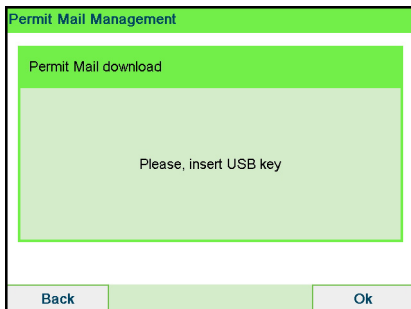 Permit Mail Management
Permit Mail download
Please, insert USB key
Back
Ok